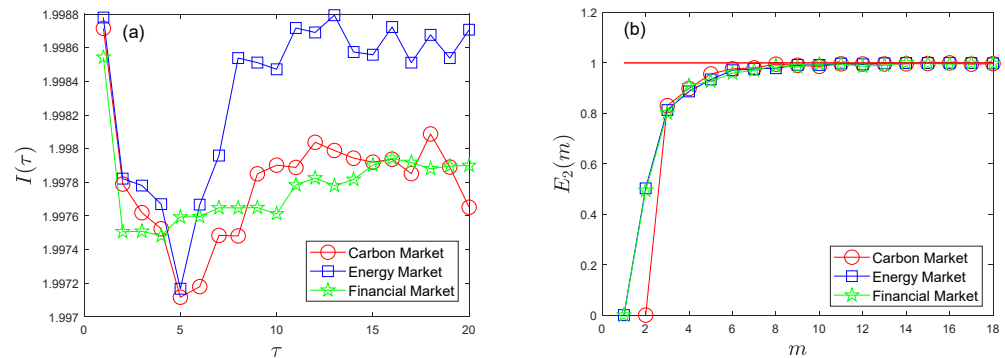 (a)
I(τ)
1.9988
1.9986
1.9984
1.9982
1.998
1.9978
1.9976
1.9974
1.9972
1.997
0 5 10 15 20
τ
Carbon Market
Energy Market
Financial Market
(b)
E₂(m)
1.2
1
0.8
0.6
0.4
0.2
0
0 2 4 6 8 10 12 14 16 18
m
Carbon Market
Energy Market
Financial Market